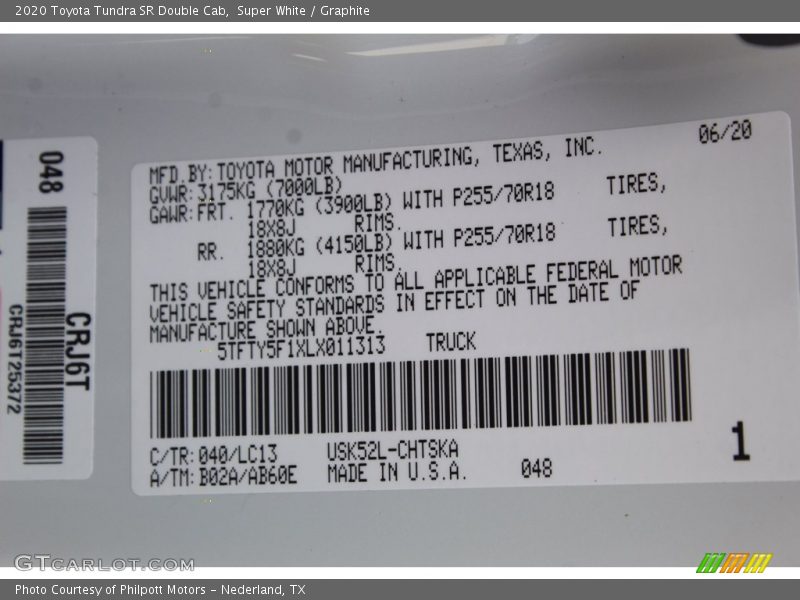 2020 Toyota Tundra SR Double Cab,  Super White / Graphite
048
CRJ6T
CRJ6T25372
06/20
MFD.BY: TOYOTA MOTOR MANUFACTURING, TEXAS, INC.
GVWR: 3175KG (7000LB)
GAWR: FRT. 1770KG (3900LB) WITH P255/70R18 TIRES,
18X8J RIMS.
RR. 1880KG (4150LB) WITH P255/70R18 TIRES,
18X8J RIMS.
THIS VEHICLE CONFORMS TO ALL APPLICABLE FEDERAL MOTOR
VEHICLE SAFETY STANDARDS IN EFFECT ON THE DATE OF
MANUFACTURE SHOWN ABOVE.
5TFTY5F1XLX011313 TRUCK
C/TR: 040/LC13 USK52L-CHTSKA
A/TM: B02A/AB60E MADE IN U.S.A. 048
1
GTCARLOT.COM
Photo Courtesy of Philpott Motors - Nederland, TX